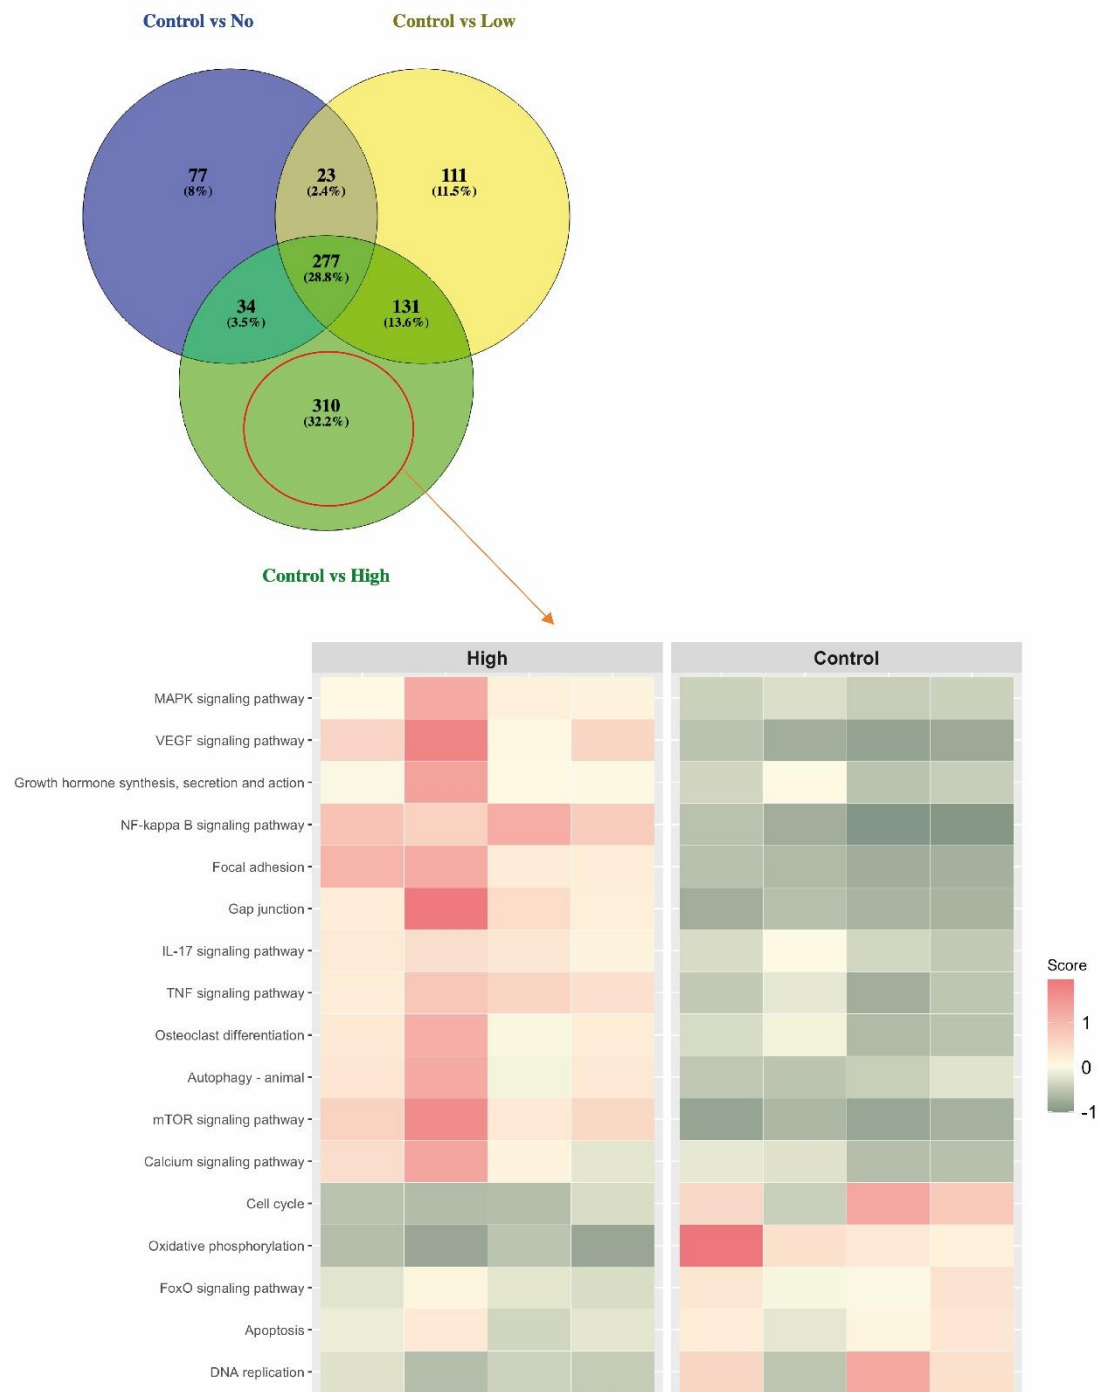 Control vs No
Control vs Low
77
(8%)
23
(2.4%)
111
(11.5%)
277
(28.8%)
34
(3.5%)
131
(13.6%)
310
(32.2%)
Control vs High
High
Control
MAPK signaling pathway
VEGF signaling pathway
Growth hormone synthesis, secretion and action
NF-kappa B signaling pathway
Focal adhesion
Gap junction
IL-17 signaling pathway
TNF signaling pathway
Osteoclast differentiation
Autophagy - animal
mTOR signaling pathway
Calcium signaling pathway
Cell cycle
Oxidative phosphorylation
FoxO signaling pathway
Apoptosis
DNA replication
Score
1
0
-1